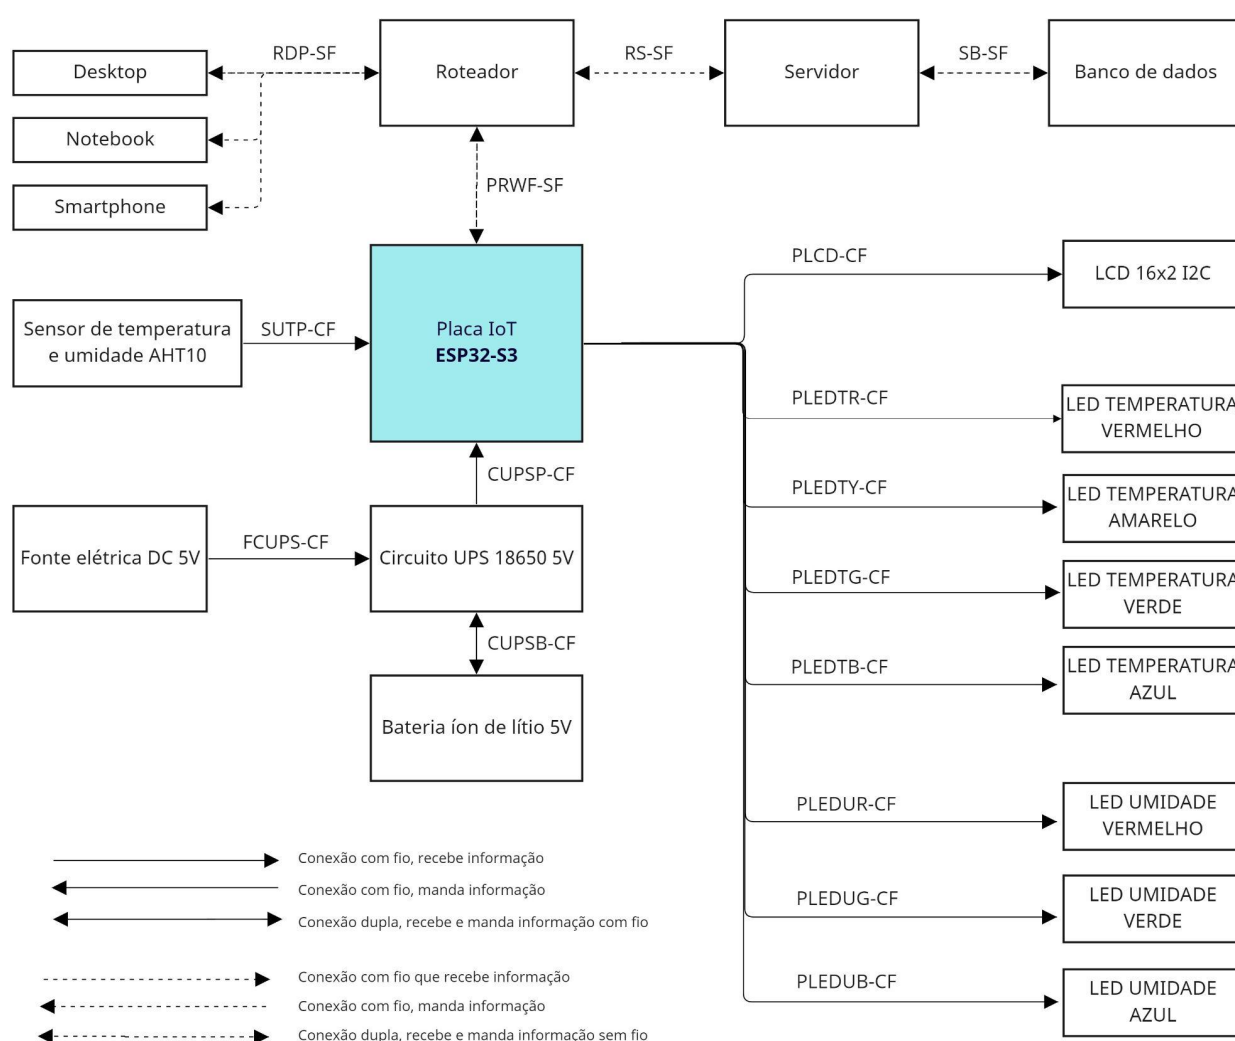 RDP-SF
RS-SF
SB-SF
Desktop
Roteador
Servidor
Banco de dados
Notebook
PRWF-SF
Smartphone
PLCD-CF
LCD 16x2 I2C
Sensor de temperatura
e umidade AHT10
SUTP-CF
Placa IoT
ESP32-S3
PLEDTR-CF
LED TEMPERATURA
VERMELHO
CUPSP-CF
PLEDTY-CF
LED TEMPERATURA
AMARELO
Fonte elétrica DC 5V
FCUPS-CF
Circuito UPS 18650 5V
PLEDTG-CF
LED TEMPERATURA
VERDE
CUPSB-CF
PLEDTB-CF
LED TEMPERATURA
AZUL
Bateria íon de lítio 5V
PLEDUR-CF
LED UMIDADE
VERMELHO
PLEDUG-CF
LED UMIDADE
VERDE
PLEDUB-CF
LED UMIDADE
AZUL
Conexão com fio, recebe informação
Conexão com fio, manda informação
Conexão dupla, recebe e manda informação com fio
Conexão com fio que recebe informação
Conexão com fio, manda informação
Conexão dupla, recebe e manda informação sem fio